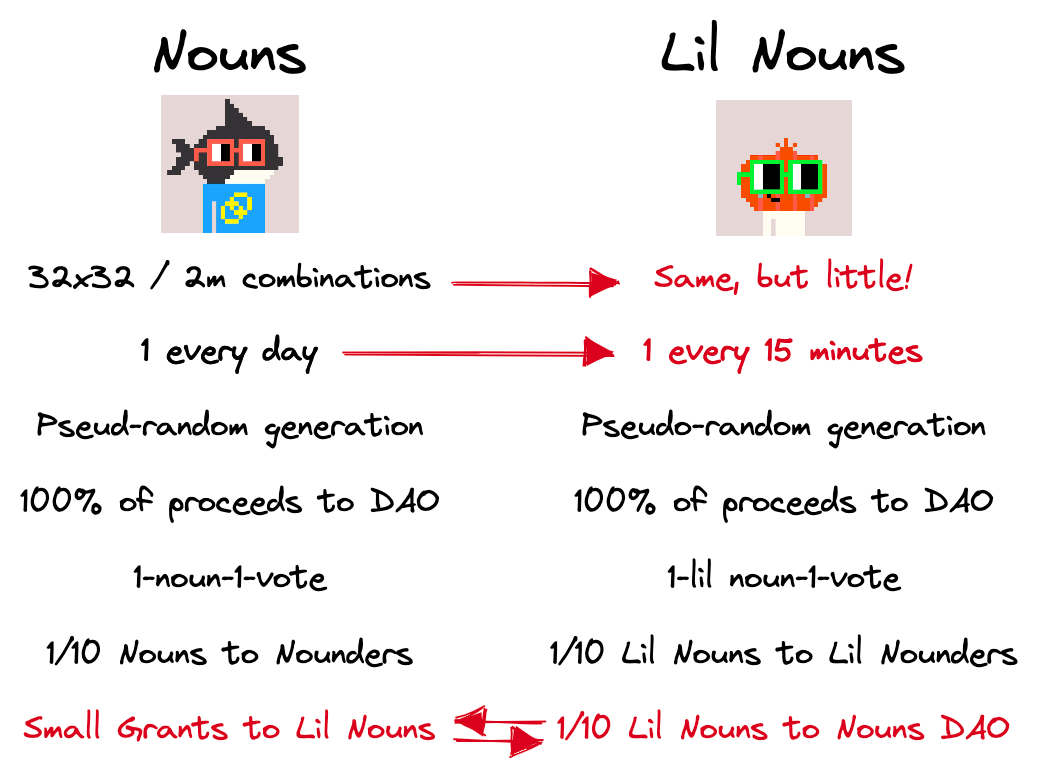 Nouns
Lil Nouns
32x32 / 2m combinations
Same, but little!
1 every day
1 every 15 minutes
Pseud-random generation
Pseudo-random generation
100% of proceeds to DAO
100% of proceeds to DAO
1-noun-1-vote
1-lil noun-1-vote
1/10 Nouns to Nounders
1/10 Lil Nouns to Lil Nounders
Small Grants to Lil Nouns
1/10 Lil Nouns to Nouns DAO